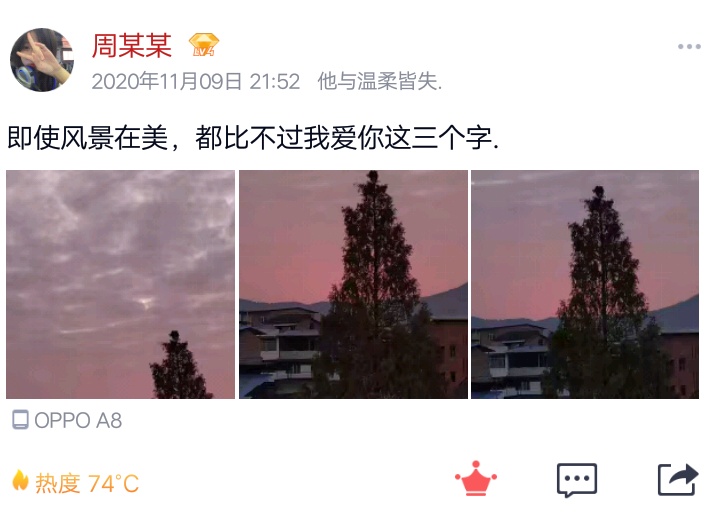 周某某 LV4
2020年11月09日 21:52 他与温柔皆失.
即使风景在美，都比不过我爱你这三个字.
OPPO A8
热度 74°C